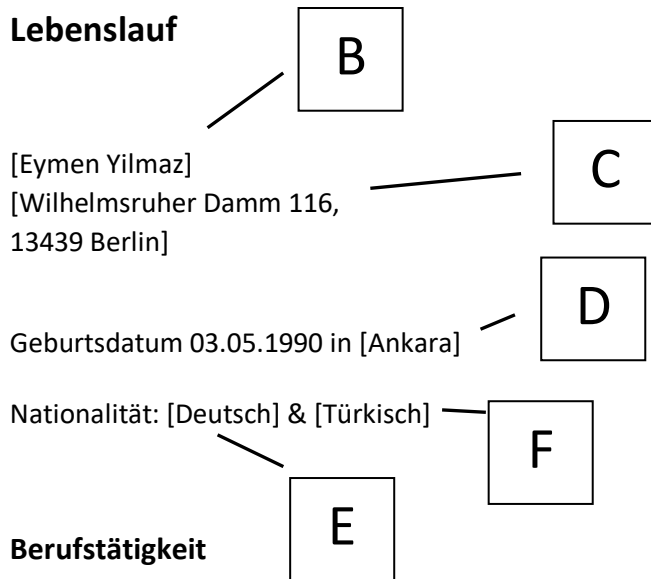 Lebenslauf
B
[Eymen Yilmaz]
[Wilhelmsruher Damm 116,
C
13439 Berlin]
D
Geburtsdatum 03.05.1990 in [Ankara]
Nationalität: [Deutsch] & [Türkisch]
F
E
Berufstätigkeit